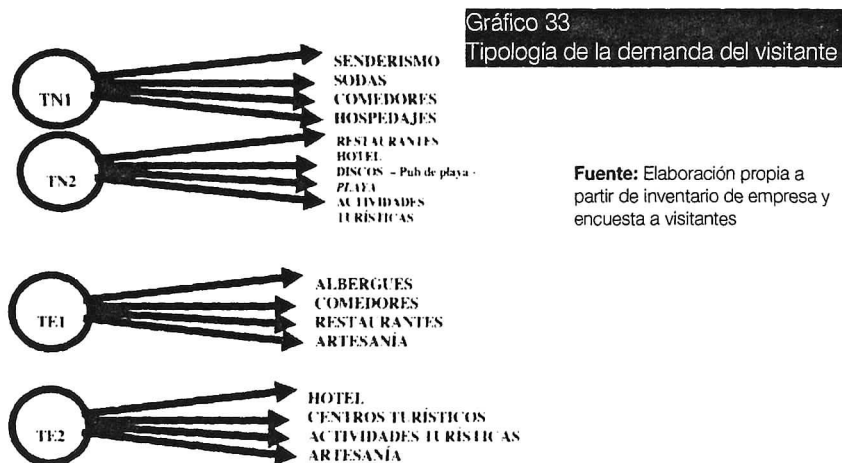 Gráfico 33
Tipología de la demanda del visitante
TN1
SENDERISMO
SODAS
COMEDORES
HOSPEDAJES
TN2
RESTAURANTES
HOTEL
DISCOS - Pub de playa -
PLAYA
ACTIVIDADES
TURÍSTICAS
Fuente: Elaboración propia a
partir de inventario de empresa y
encuesta a visitantes
TE1
ALBERGUES
COMEDORES
RESTAURANTES
ARTESANÍA
TE2
HOTEL
CENTROS TURÍSTICOS
ACTIVIDADES TURÍSTICAS
ARTESANÍA